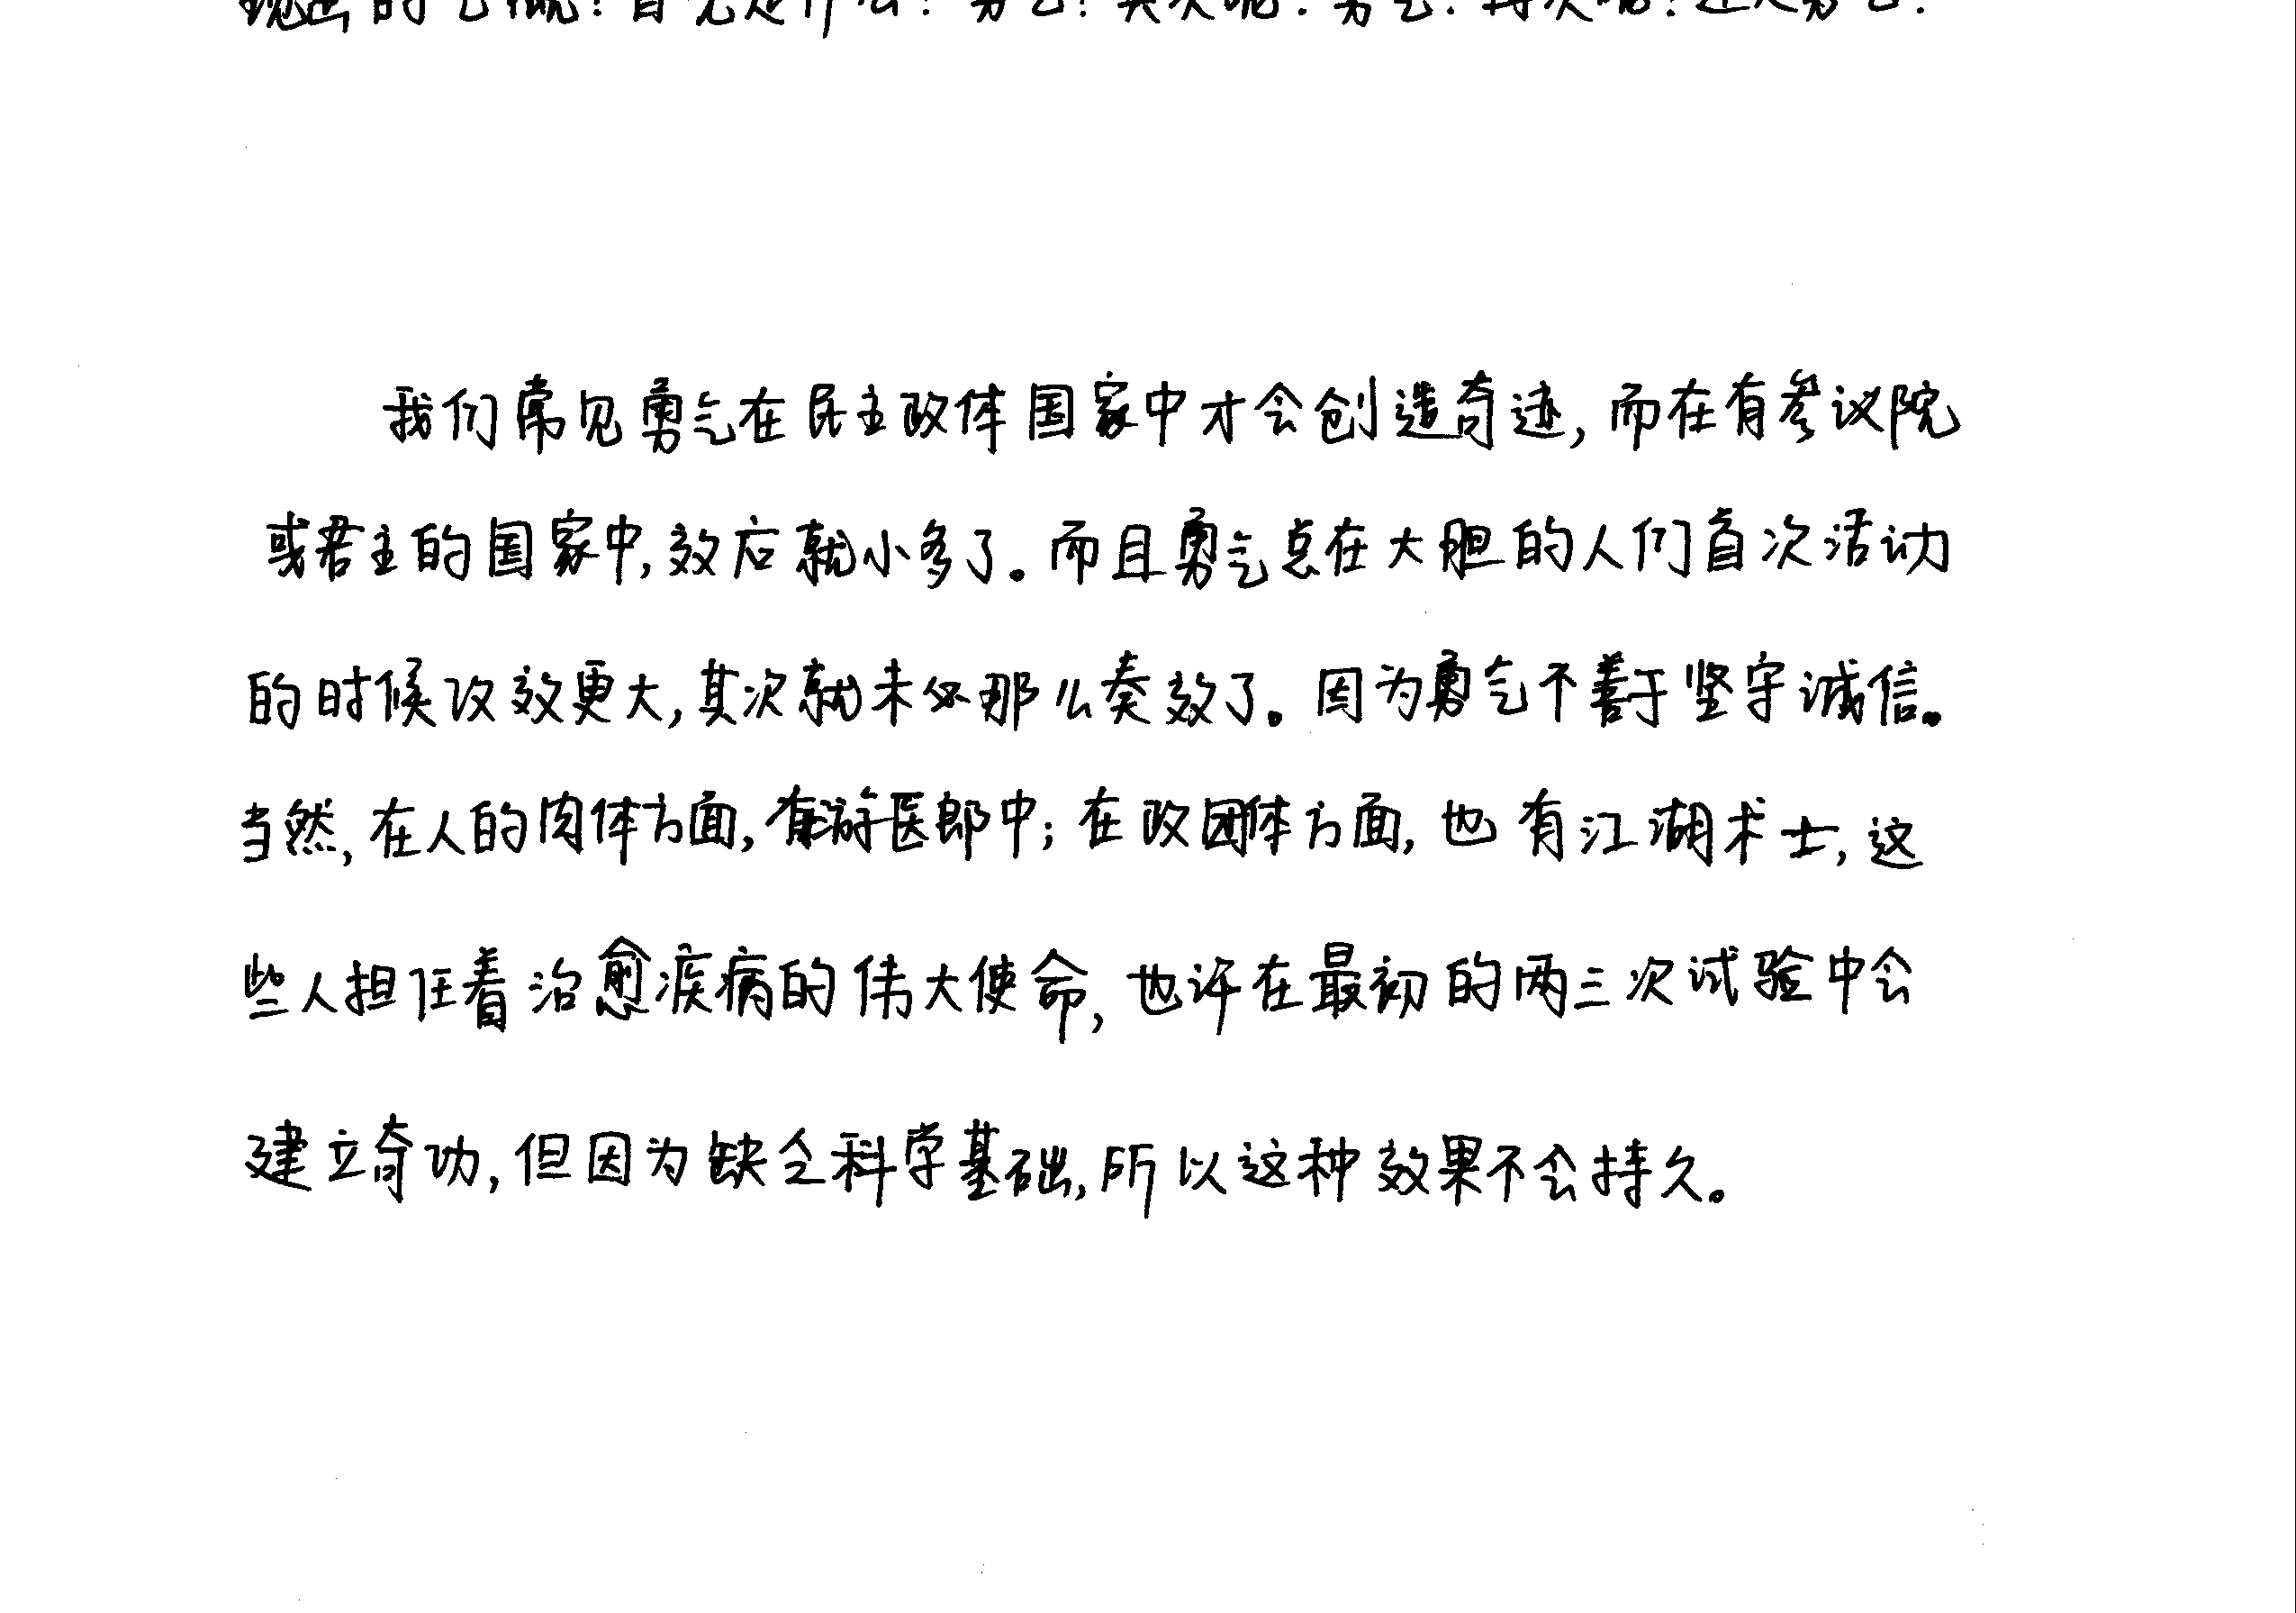 我们常见勇气在民主政体国家中才会创造奇迹,而在有参议院
或君主的国家中,效后就小多了。而且勇气总在大胆的人们首次活动
的时候攻效更大,其次就未必那么奏效了。因为勇气不善于坚守诚信。
当然,在人的肉体方面,有游医郎中;在政团体方面,也有江湖术士,这
些人担任着治愈疾病的伟大使命,也许在最初的两三次试验中会
建立奇功,但因为缺乏科学基础,所以这种效果不会持久。